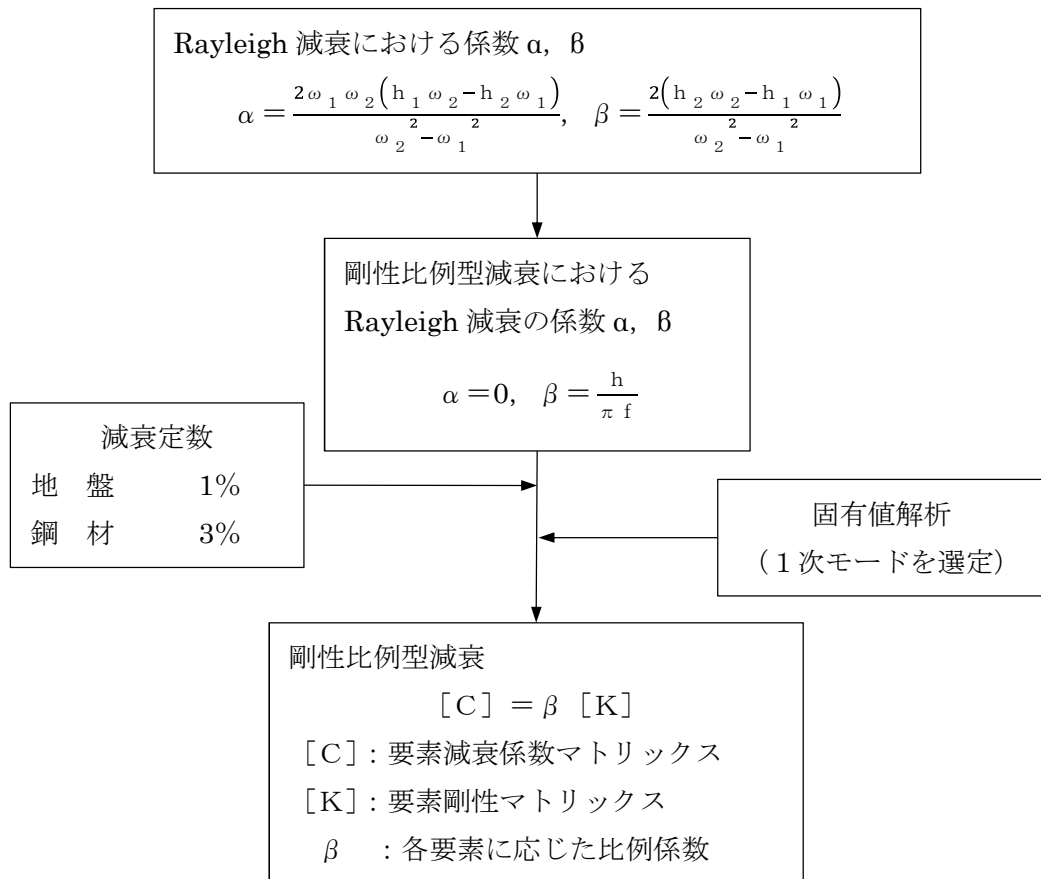 Rayleigh 減衰における係数 α, β
α＝2ω₁ω₂(h₁ω₂−h₂ω₁)/(ω₂²−ω₁²), β＝2(h₂ω₂−h₁ω₁)/(ω₂²−ω₁²)
剛性比例型減衰における
Rayleigh 減衰の係数 α, β
α＝0, β＝h/(πf)
減衰定数
地　盤　　1%
鋼　材　　3%
固有値解析
（１次モードを選定）
剛性比例型減衰
［C］＝β［K］
［C］：要素減衰係数マトリックス
［K］：要素剛性マトリックス
β　：各要素に応じた比例係数